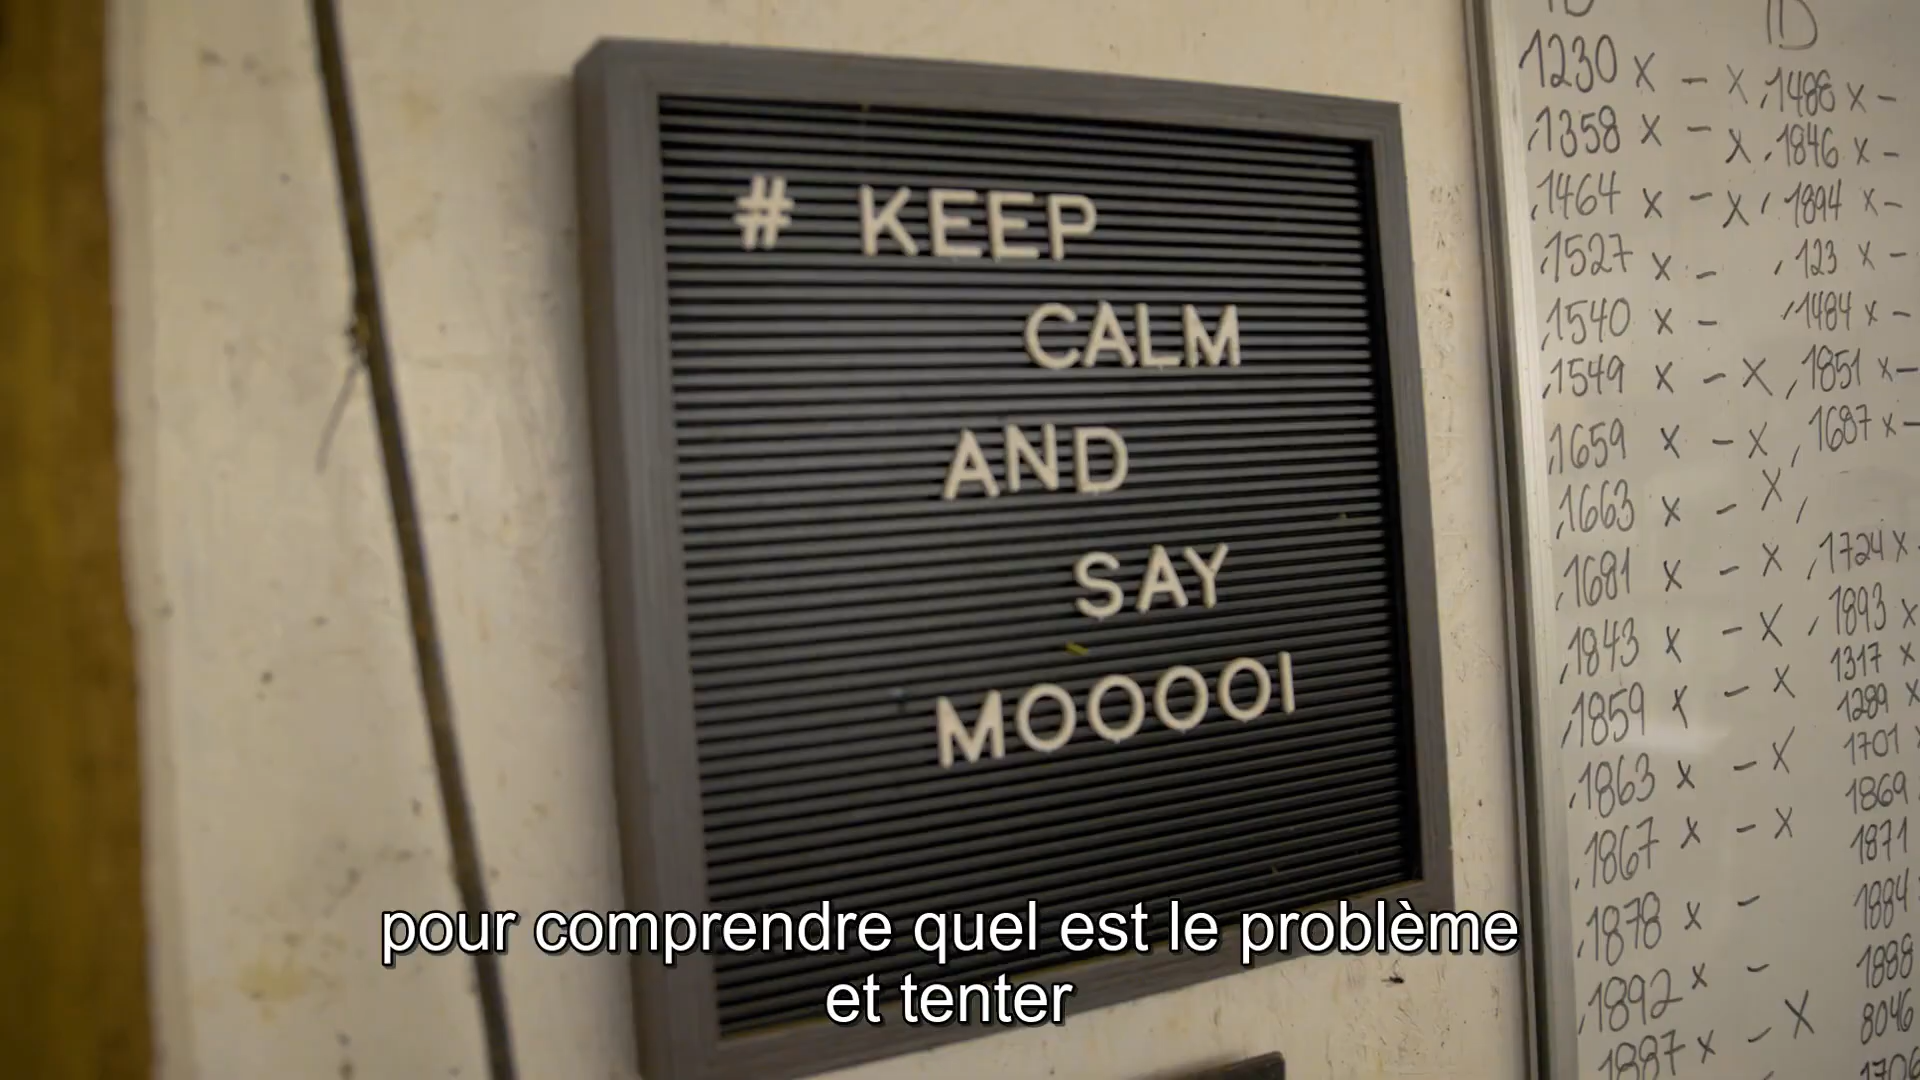 # KEEP
CALM
AND
SAY
MOOOOI
ID
1230 x - x
,1358 x - x
,1464 x - x
,1527 x -
,1540 x -
,1549 x - x
,1659 x - x
,1663 x - x
,1681 x - x
,1843 x - x
,1859 x - x
,1863 x - x
,1867 x - x
,1878 x -
,1892 x -
1887 x - x
,1486 x -
,1846 x -
,1894 x -
,123 x -
,1484 x -
,1851 x -
,1687 x -
,
,1724 x -
,1893 x
1317 x
1289 x
1701 x
1869
1871
1884
1888
8046
pour comprendre quel est le problème
et tenter